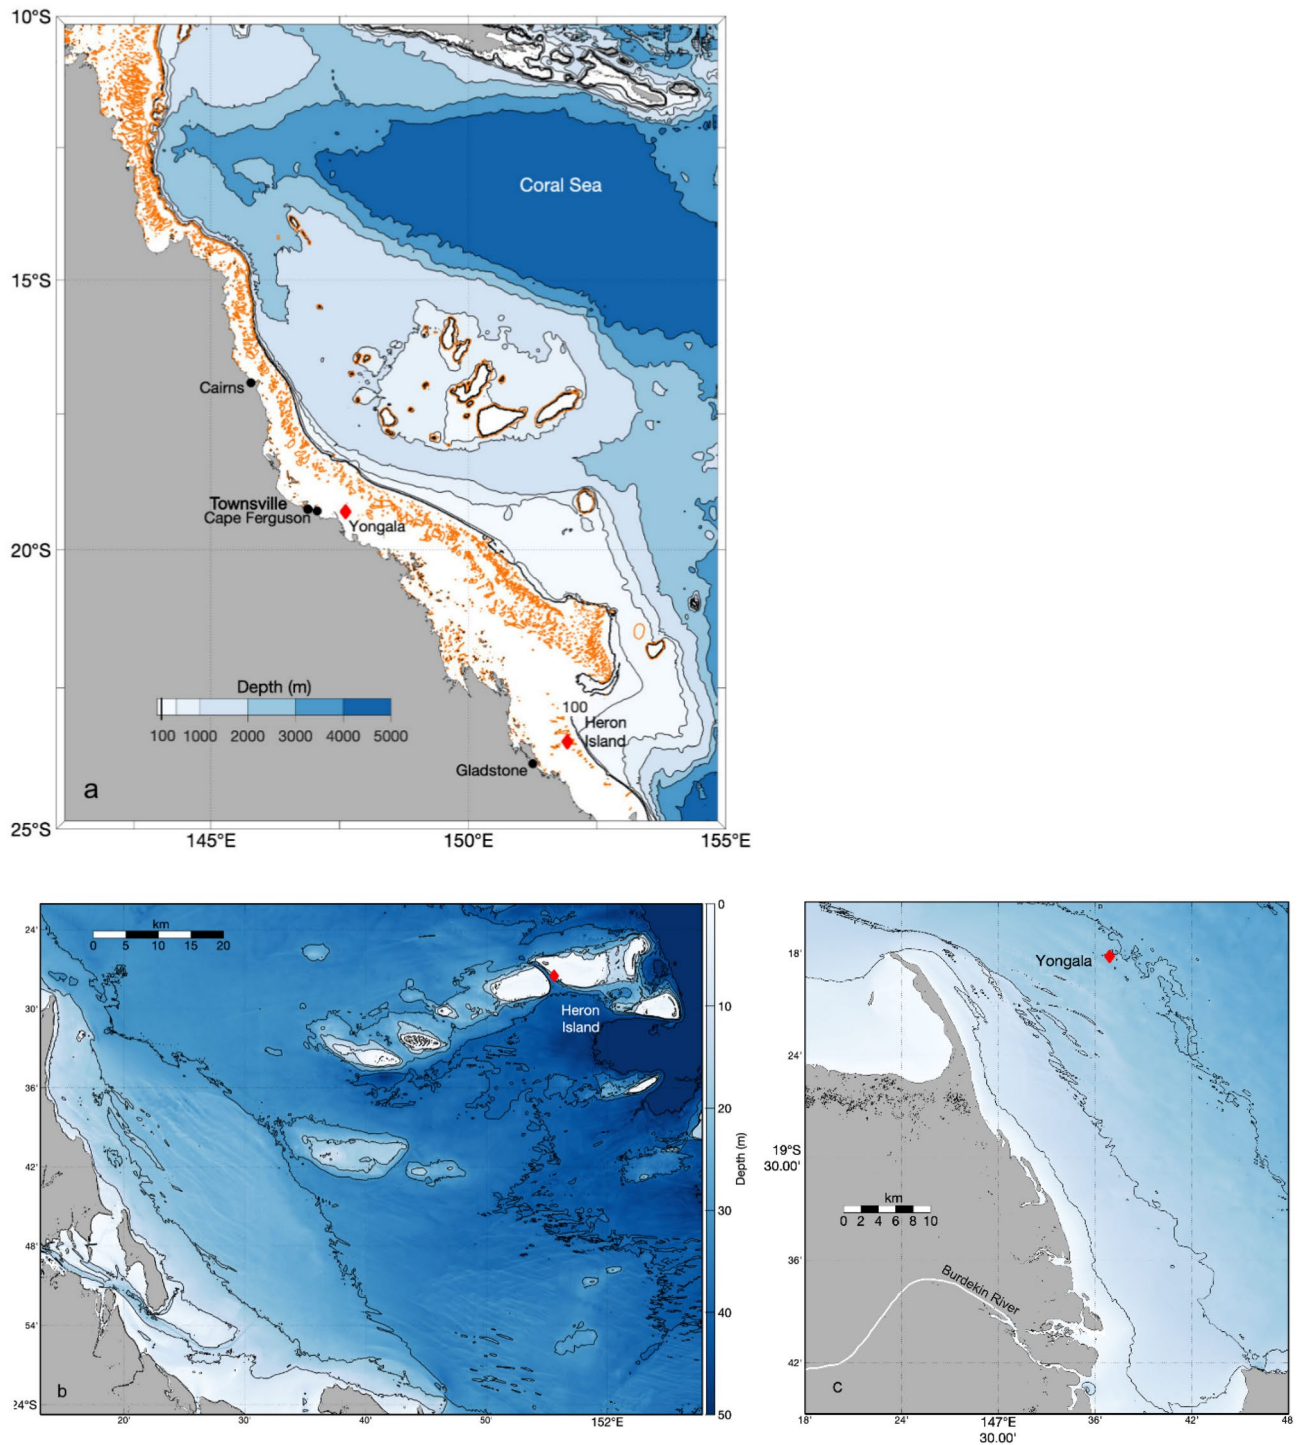 10°S
Coral Sea
15°S
Cairns
Townsville
Cape Ferguson
Yongala
20°S
Depth (m)
100 1000 2000 3000 4000 5000
100
Heron
Island
Gladstone
a
25°S
145°E 150°E 155°E
km
0 5 10 15 20
24'
30'
36'
42'
48'
54'
24°S
Heron
Island
b
20' 30' 40' 50' 152°E
0
10
20
30
40
50
Depth (m)
18'
24'
19°S
30.00'
36'
42'
Yongala
km
0 2 4 6 8 10
Burdekin River
c
18' 24' 147°E 36' 42' 48
30.00'